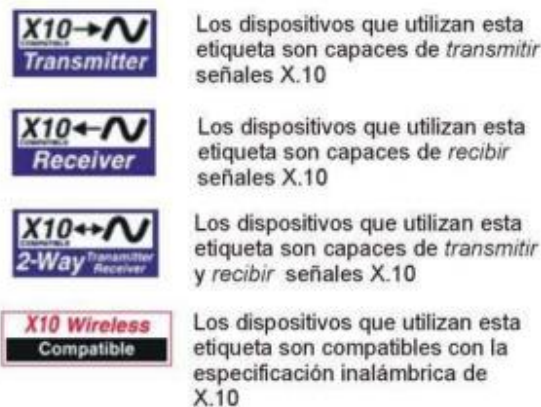 X10
COMPATIBLE
Transmitter
Los dispositivos que utilizan esta
etiqueta son capaces de transmitir
señales X.10
X10
COMPATIBLE
Receiver
Los dispositivos que utilizan esta
etiqueta son capaces de recibir
señales X.10
X10
COMPATIBLE
2-Way Transmitter
Receiver
Los dispositivos que utilizan esta
etiqueta son capaces de transmitir
y recibir señales X.10
X10 Wireless
Compatible
Los dispositivos que utilizan esta
etiqueta son compatibles con la
especificación inalámbrica de
X.10